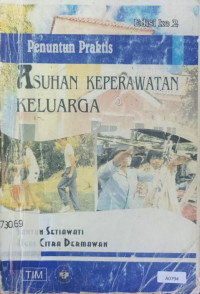 Edisi ke 2
Penuntun Praktis
ASUHAN KEPERAWATAN
KELUARGA
730.69
SETIAWATI
CITRA DERMAWAN
TIM